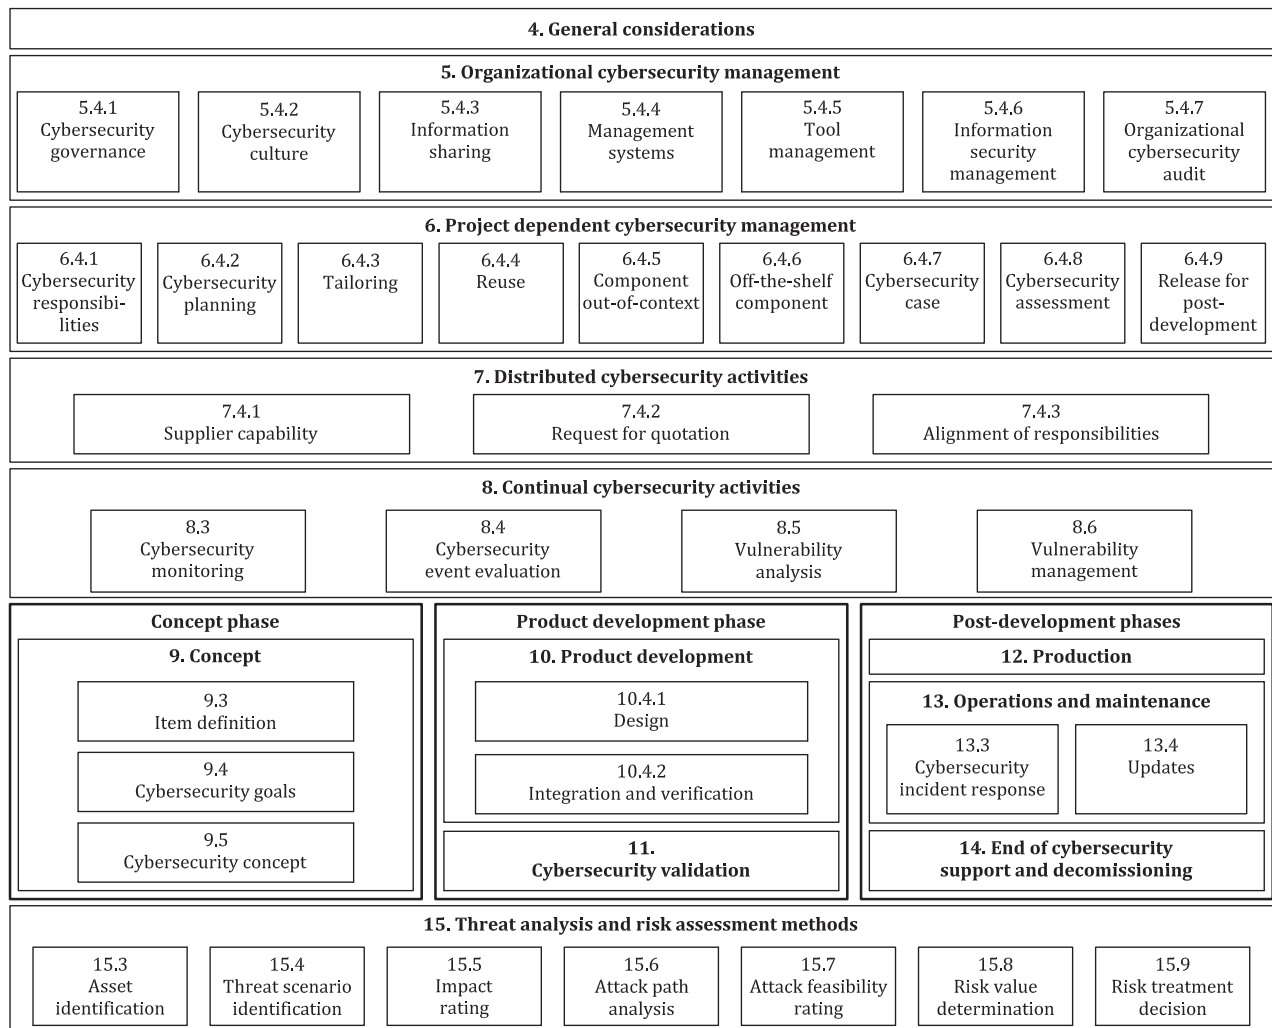 4. General considerations
5. Organizational cybersecurity management
5.4.1
Cybersecurity
governance
5.4.2
Cybersecurity
culture
5.4.3
Information
sharing
5.4.4
Management
systems
5.4.5
Tool
management
5.4.6
Information
security
management
5.4.7
Organizational
cybersecurity
audit
6. Project dependent cybersecurity management
6.4.1
Cybersecurity
responsibi-
lities
6.4.2
Cybersecurity
planning
6.4.3
Tailoring
6.4.4
Reuse
6.4.5
Component
out-of-context
6.4.6
Off-the-shelf
component
6.4.7
Cybersecurity
case
6.4.8
Cybersecurity
assessment
6.4.9
Release for
post-
development
7. Distributed cybersecurity activities
7.4.1
Supplier capability
7.4.2
Request for quotation
7.4.3
Alignment of responsibilities
8. Continual cybersecurity activities
8.3
Cybersecurity
monitoring
8.4
Cybersecurity
event evaluation
8.5
Vulnerability
analysis
8.6
Vulnerability
management
Concept phase
9. Concept
9.3
Item definition
9.4
Cybersecurity goals
9.5
Cybersecurity concept
Product development phase
10. Product development
10.4.1
Design
10.4.2
Integration and verification
11.
Cybersecurity validation
Post-development phases
12. Production
13. Operations and maintenance
13.3
Cybersecurity
incident response
13.4
Updates
14. End of cybersecurity
support and decomissioning
15. Threat analysis and risk assessment methods
15.3
Asset
identification
15.4
Threat scenario
identification
15.5
Impact
rating
15.6
Attack path
analysis
15.7
Attack feasibility
rating
15.8
Risk value
determination
15.9
Risk treatment
decision